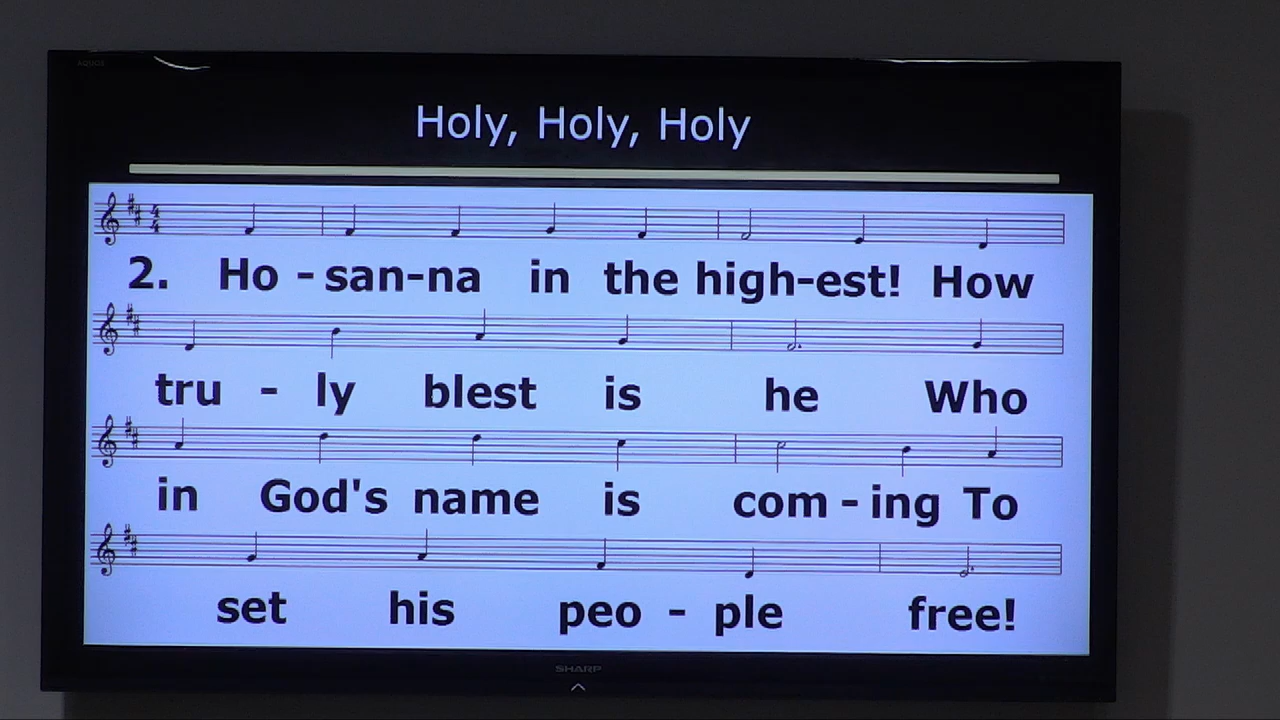 AQUOS
Holy, Holy, Holy
2. Ho - san-na in the high-est! How
tru - ly blest is he Who
in God's name is com - ing To
set his peo - ple free!
SHARP